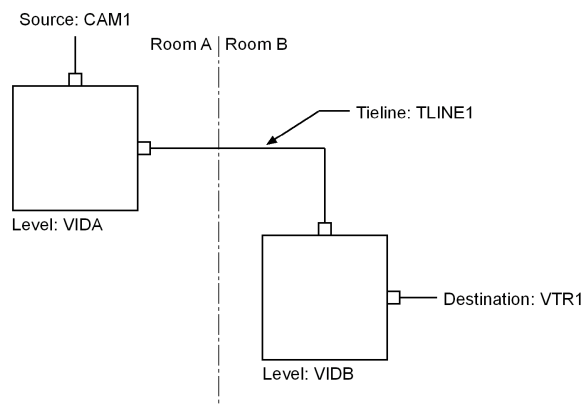 Source: CAM1
Room A
Room B
Tieline: TLINE1
Level: VIDA
Destination: VTR1
Level: VIDB